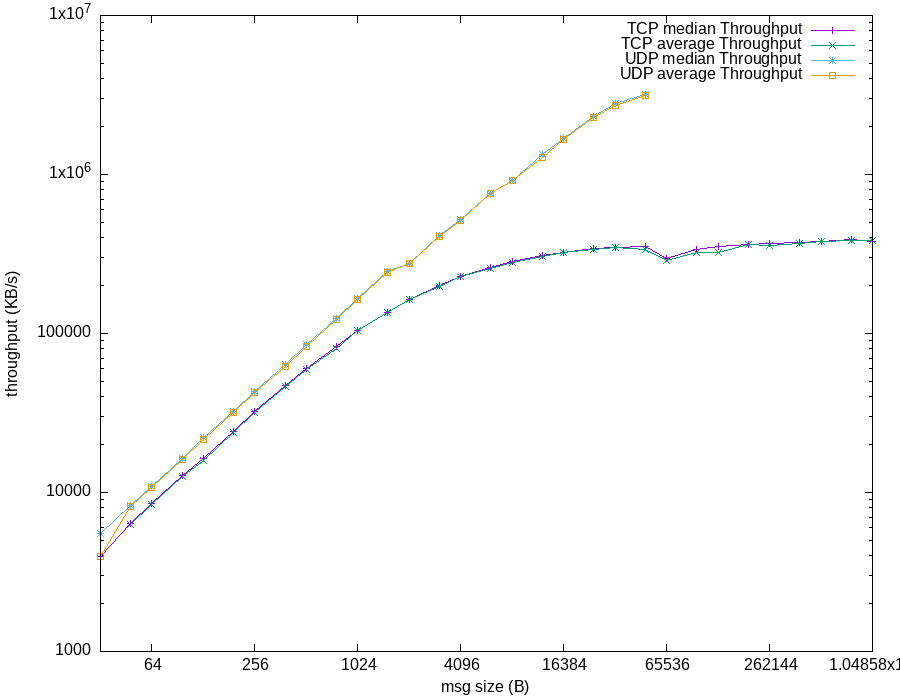 1x10^7
TCP median Throughput
TCP average Throughput
UDP median Throughput
UDP average Throughput
1x10^6
100000
10000
1000
throughput (KB/s)
64 256 1024 4096 16384 65536 262144 1.04858x1
msg size (B)